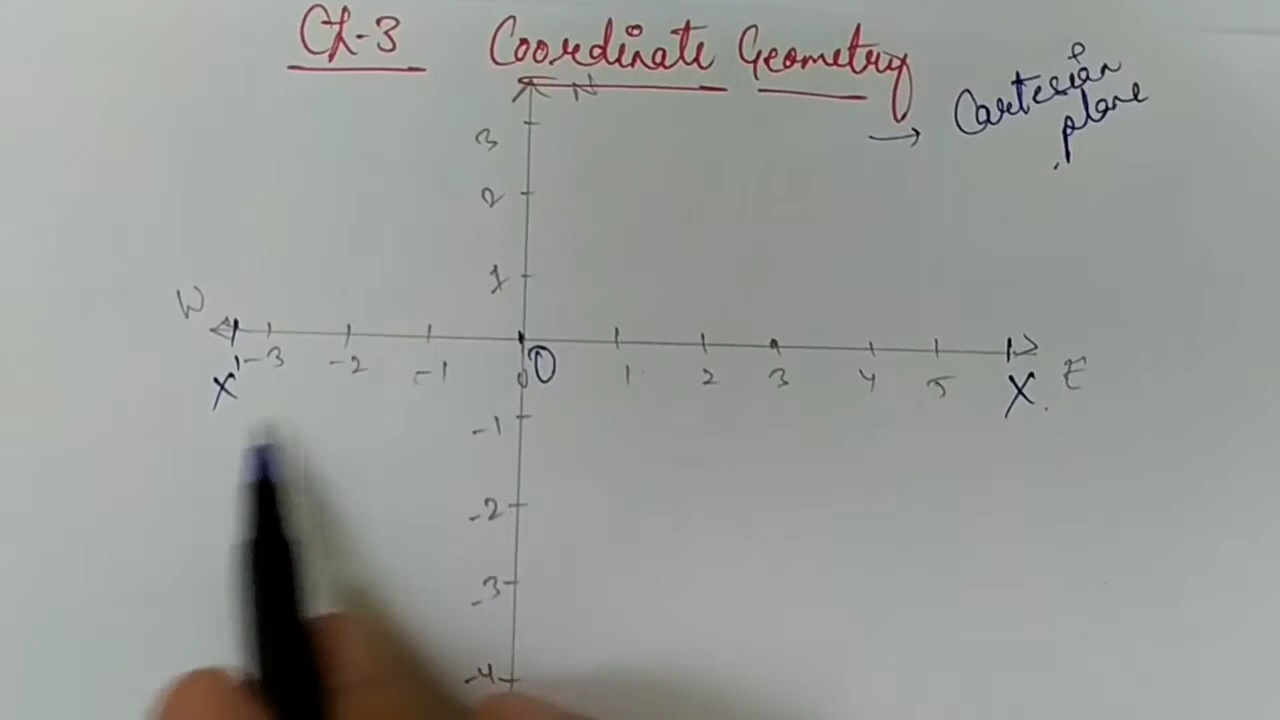 Ch-3 Coordinate Geometry
→ Cartesian
plane
N
3
2
1
W
E
-3 -2 -1 0 1 2 3 4 5
X' O X
-1
-2
-3
-4